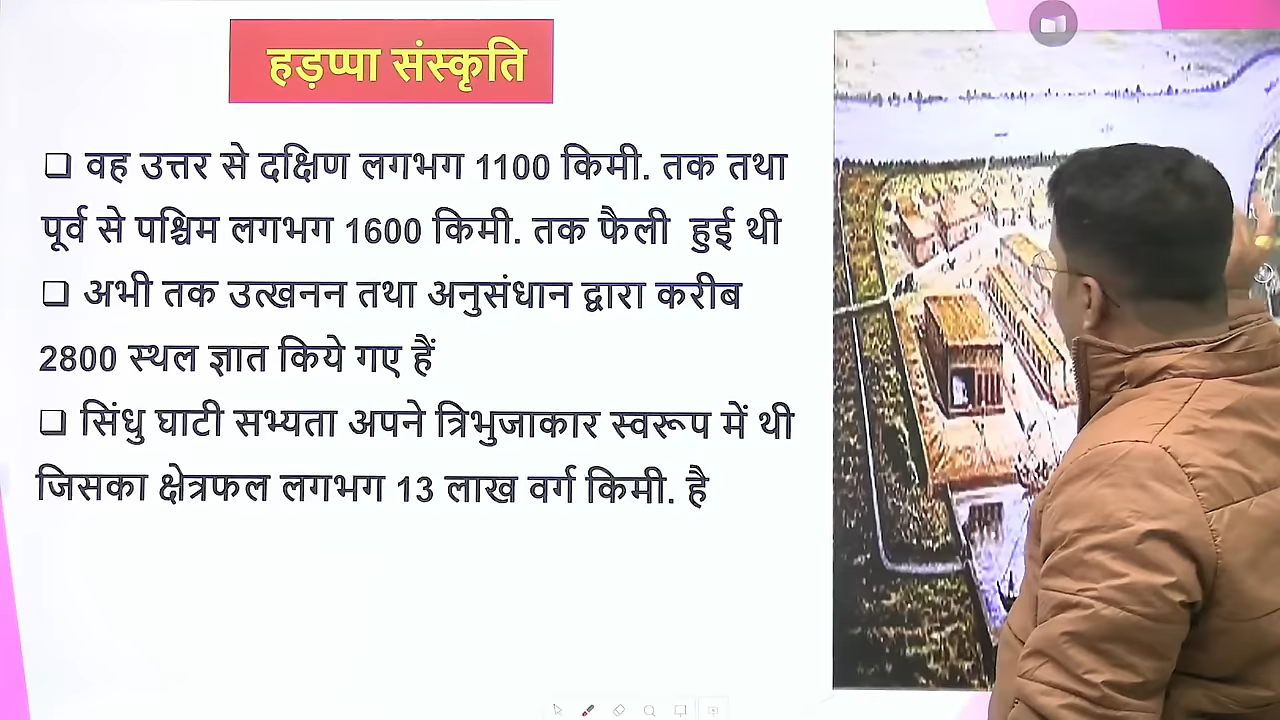 हड़प्पा संस्कृति
❑ वह उत्तर से दक्षिण लगभग 1100 किमी. तक तथा
पूर्व से पश्चिम लगभग 1600 किमी. तक फैली हुई थी
❑ अभी तक उत्खनन तथा अनुसंधान द्वारा करीब
2800 स्थल ज्ञात किये गए हैं
❑ सिंधु घाटी सभ्यता अपने त्रिभुजाकार स्वरूप में थी
जिसका क्षेत्रफल लगभग 13 लाख वर्ग किमी. है